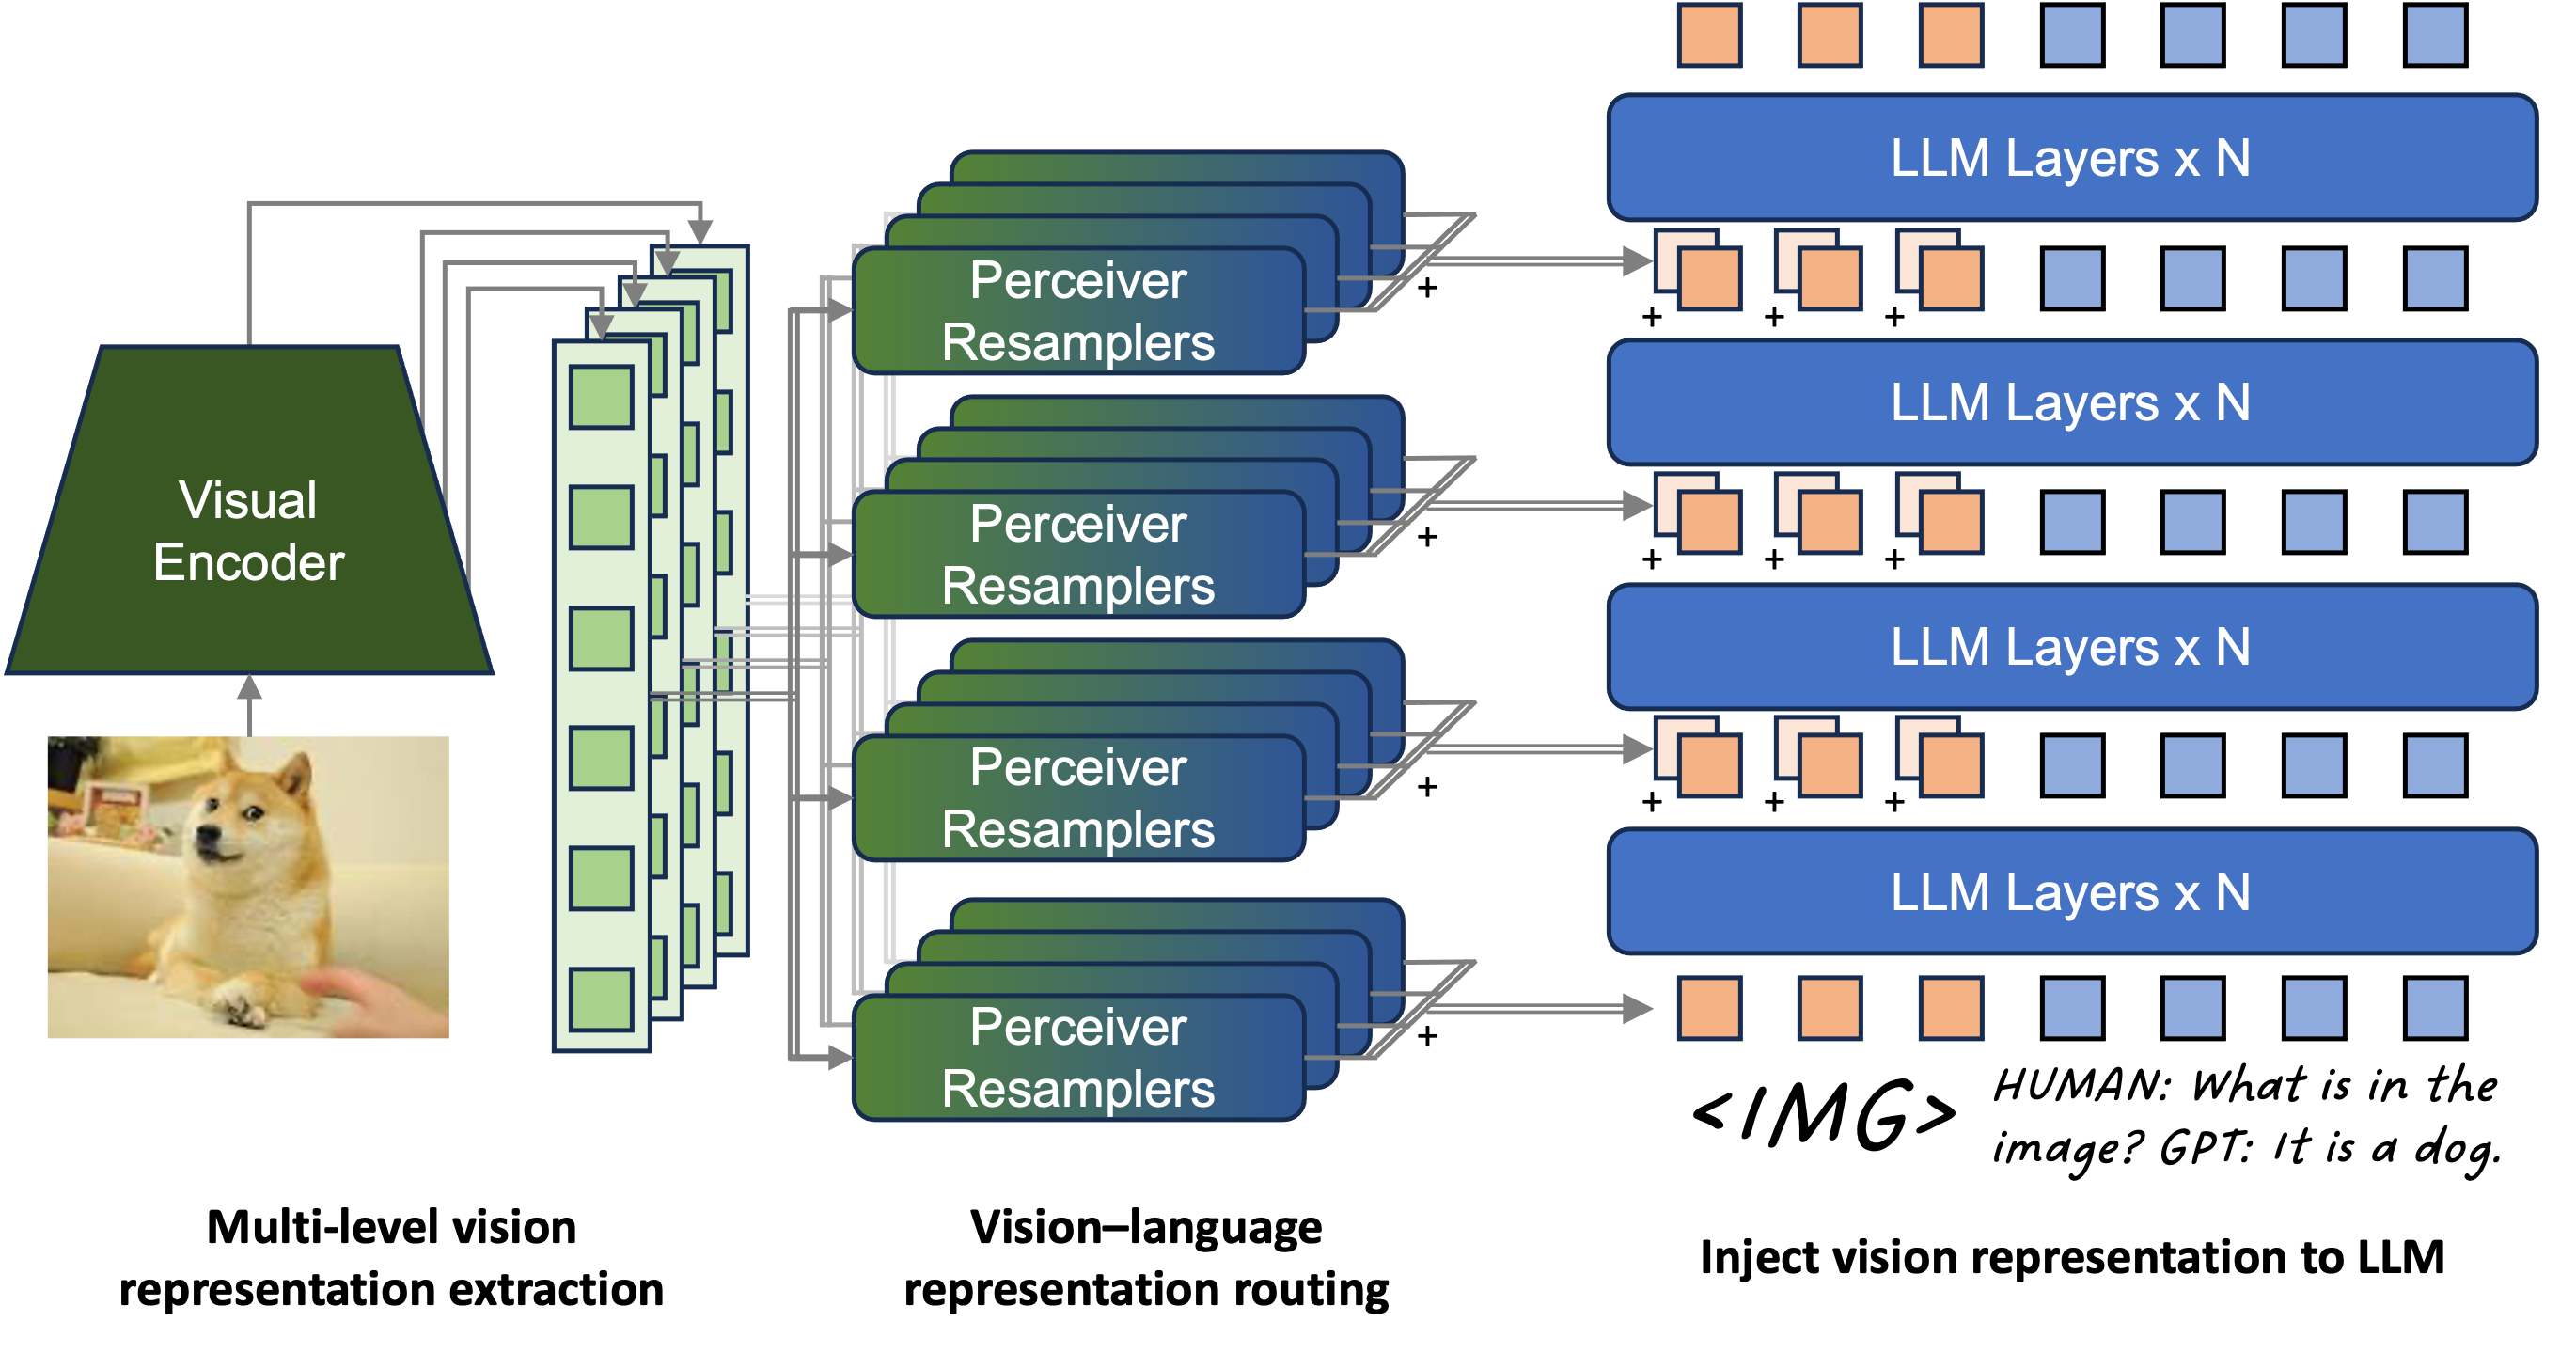 Visual
Encoder
Multi-level vision
representation extraction
Perceiver
Resamplers
+
Perceiver
Resamplers
+
Perceiver
Resamplers
+
Perceiver
Resamplers
+
Vision–language
representation routing
LLM Layers x N
+ + +
LLM Layers x N
+ + +
LLM Layers x N
+ + +
LLM Layers x N
<IMG>
HUMAN: What is in the
image? GPT: It is a dog.
Inject vision representation to LLM